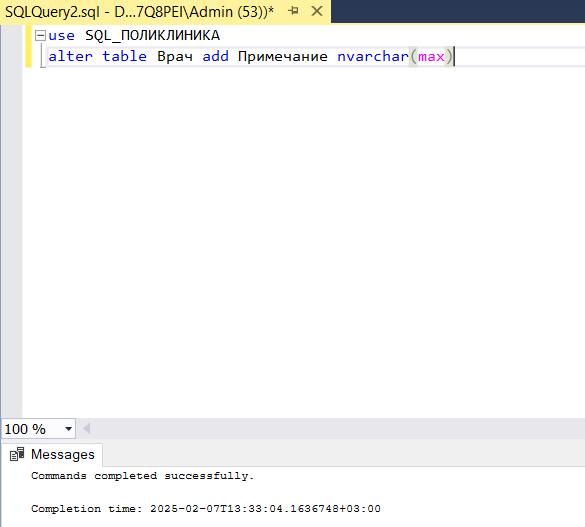 SQLQuery2.sql - D...7Q8PEI\Admin (53))*
use SQL_ПОЛИКЛИНИКА
alter table Врач add Примечание nvarchar(max)
100 %
Messages
Commands completed successfully.
Completion time: 2025-02-07T13:33:04.1636748+03:00